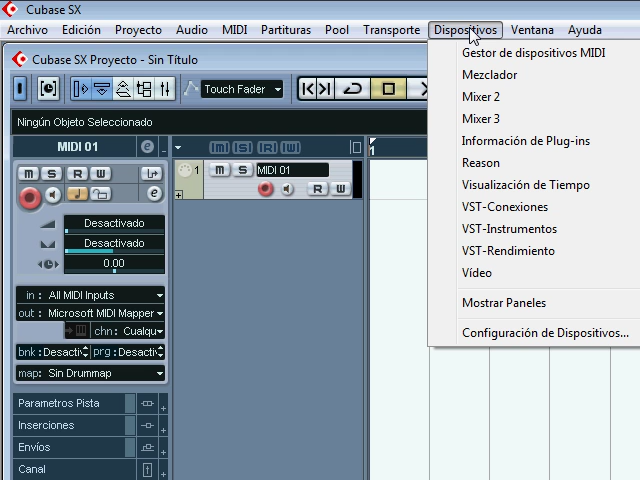 Cubase SX
Archivo Edición Proyecto Audio MIDI Partituras Pool Transporte Dispositivos Ventana Ayuda
Cubase SX Proyecto - Sin Título
Touch Fader
Ningún Objeto Seleccionado
MIDI 01
M S R W
1 M S MIDI 01
R W
M S R W
1
Desactivado
Desactivado
0.00
in : All MIDI Inputs
out : Microsoft MIDI Mapper
chn: Cualqu
bnk: Desacti prg: Desacti
map: Sin Drummap
Parametros Pista
Inserciones
Envíos
Canal
Gestor de dispositivos MIDI
Mezclador
Mixer 2
Mixer 3
Información de Plug-ins
Reason
Visualización de Tiempo
VST-Conexiones
VST-Instrumentos
VST-Rendimiento
Vídeo
Mostrar Paneles
Configuración de Dispositivos...